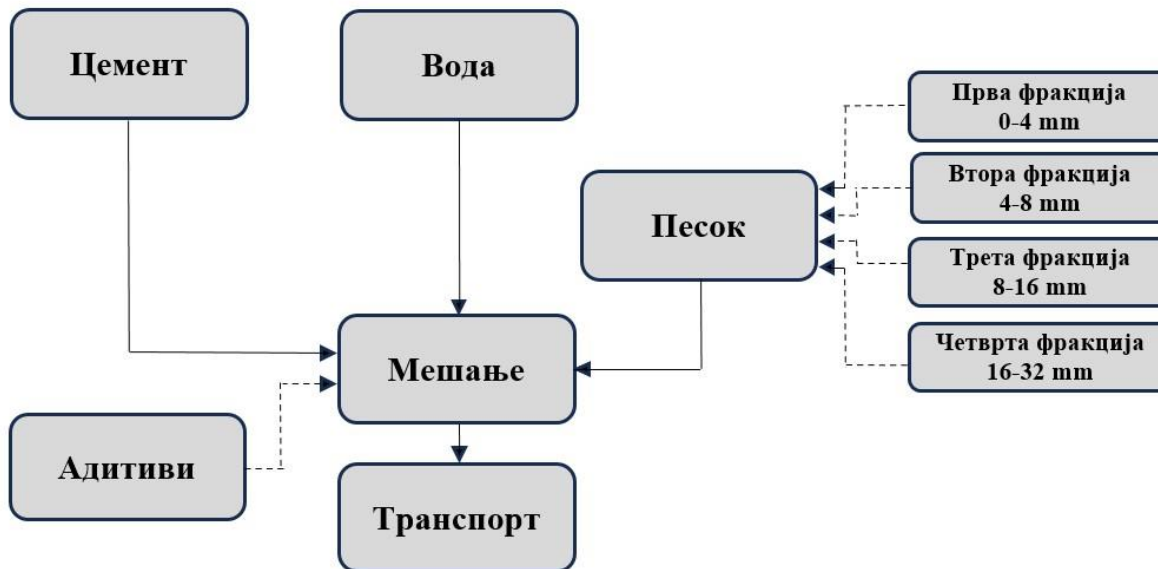 Цемент
Вода
Прва фракција
0-4 mm
Втора фракција
4-8 mm
Песок
Трета фракција
8-16 mm
Четврта фракција
16-32 mm
Мешање
Адитиви
Транспорт